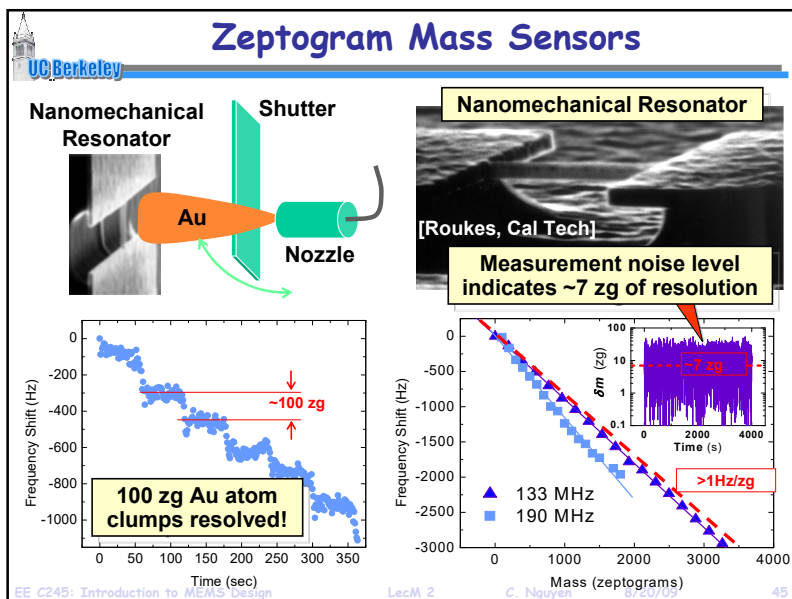 Zeptogram Mass Sensors
UC Berkeley
Nanomechanical
Resonator
Shutter
Au
Nozzle
Nanomechanical Resonator
[Roukes, Cal Tech]
Measurement noise level
indicates ~7 zg of resolution
0
-200
-400
-600
-800
-1000
Frequency Shift (Hz)
~100 zg
100 zg Au atom
clumps resolved!
0 50 100 150 200 250 300 350
Time (sec)
0
-500
-1000
-1500
-2000
-2500
-3000
Frequency Shift (Hz)
100
10
1
0.1
δm (zg)
~7 zg
0 2000 4000
Time (s)
>1Hz/zg
133 MHz
190 MHz
0 1000 2000 3000 4000
Mass (zeptograms)
EE C245: Introduction to MEMS Design LecM 2 C. Nguyen 8/20/09 45